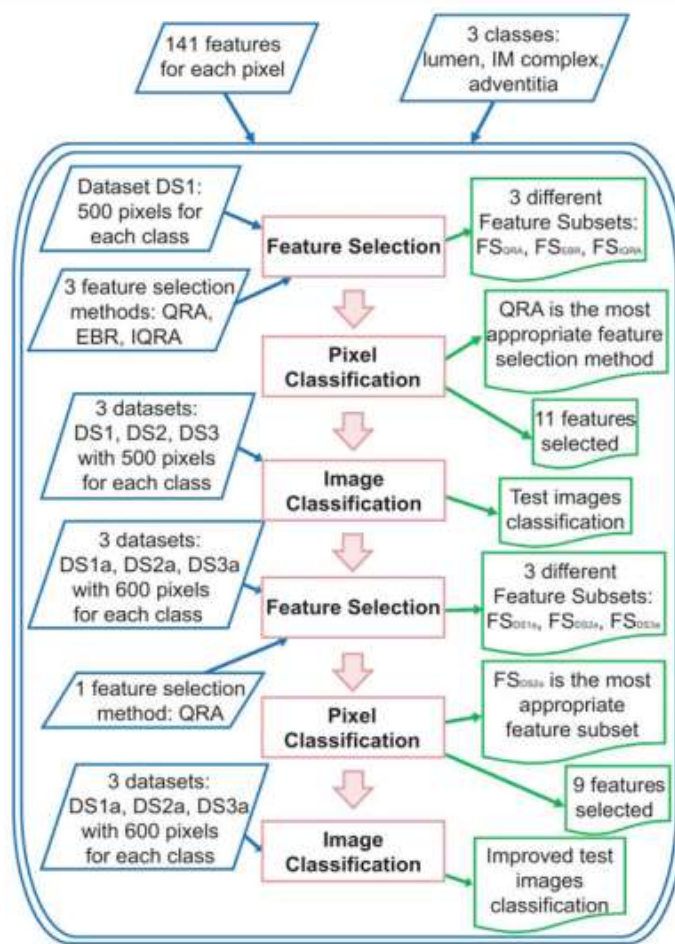 141 features
for each pixel
3 classes:
lumen, IM complex,
adventitia
Dataset DS1:
500 pixels for
each class
Feature Selection
3 different
Feature Subsets:
FSQRA, FSEBR, FSIQRA
3 feature selection
methods: QRA,
EBR, IQRA
Pixel
Classification
QRA is the most
appropriate feature
selection method
11 features
selected
3 datasets:
DS1, DS2, DS3
with 500 pixels
for each class
Image
Classification
Test images
classification
3 datasets:
DS1a, DS2a, DS3a
with 600 pixels
for each class
Feature Selection
3 different
Feature Subsets:
FSDS1a, FSDS2a, FSDS3a
1 feature selection
method: QRA
Pixel
Classification
FSDS2a is the most
appropriate
feature subset
9 features
selected
3 datasets:
DS1a, DS2a, DS3a
with 600 pixels
for each class
Image
Classification
Improved test
images
classification